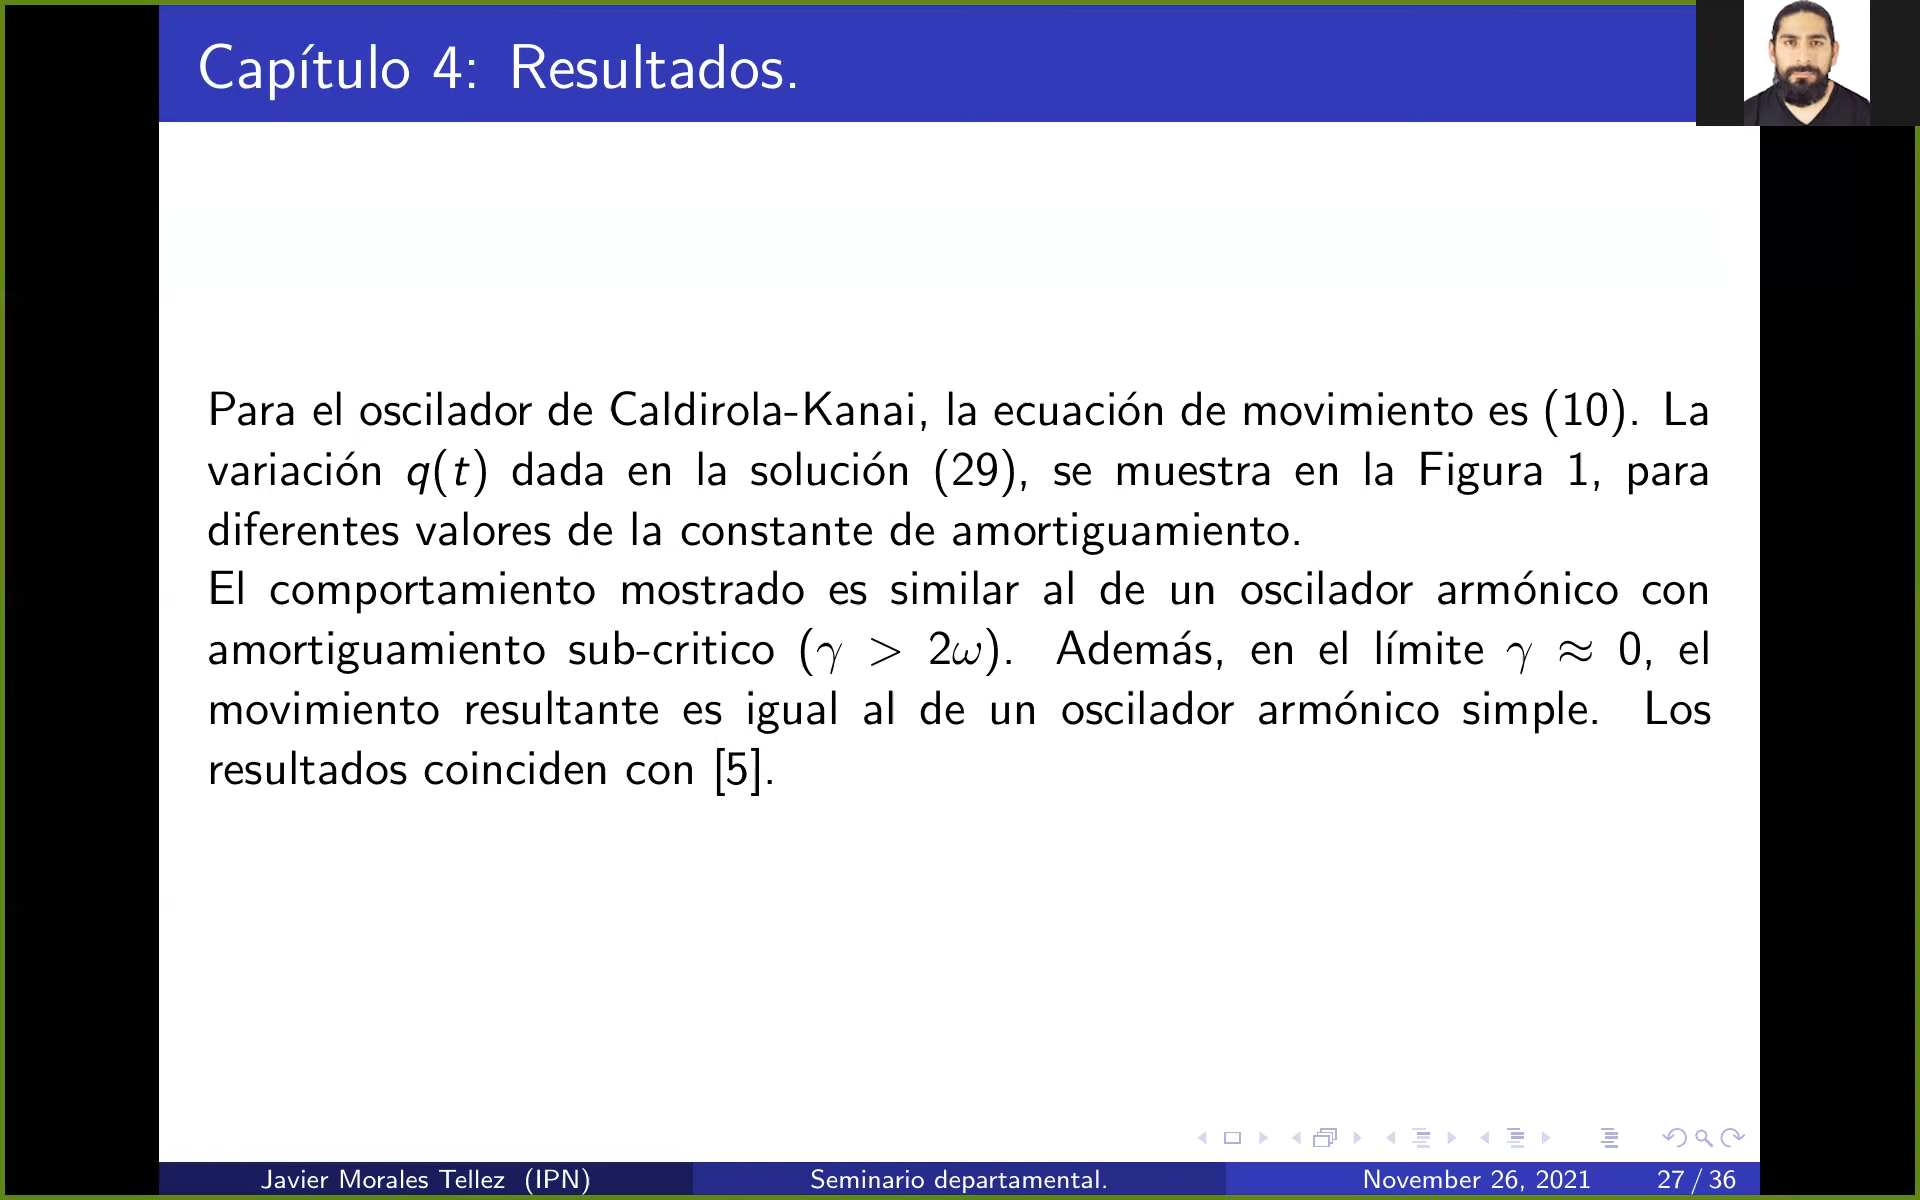 Capítulo 4: Resultados.
Para el oscilador de Caldirola-Kanai, la ecuación de movimiento es (10). La
variación q(t) dada en la solución (29), se muestra en la Figura 1, para
diferentes valores de la constante de amortiguamiento.
El comportamiento mostrado es similar al de un oscilador armónico con
amortiguamiento sub-critico (γ > 2ω). Además, en el límite γ ≈ 0, el
movimiento resultante es igual al de un oscilador armónico simple. Los
resultados coinciden con [5].
Javier Morales Tellez (IPN) Seminario departamental. November 26, 2021 27 / 36